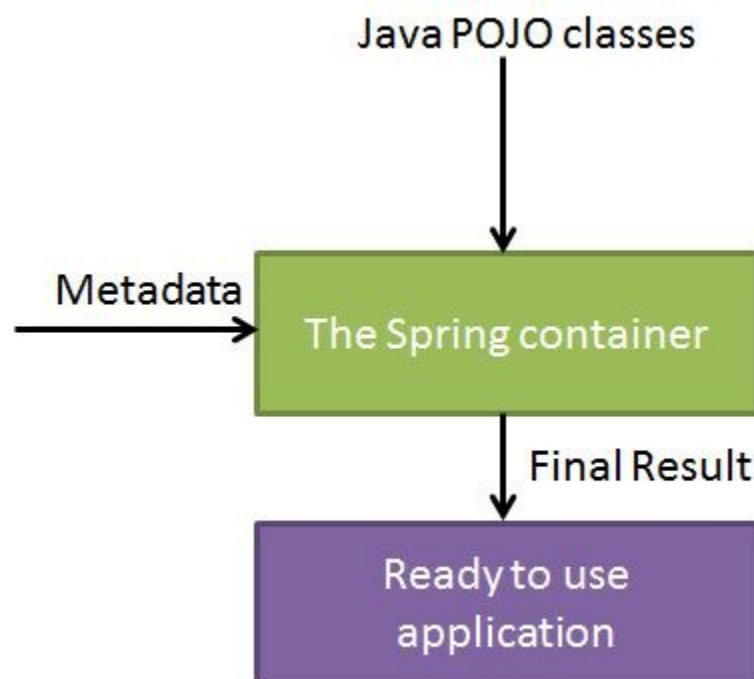 Java POJO classes
Metadata
The Spring container
Final Result
Ready to use
application